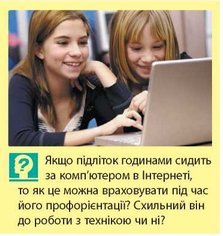 Якщо підліток годинами сидить
за комп'ютером в Інтернеті,
то як це можна враховувати під час
його профорієнтації? Схильний він
до роботи з технікою чи ні?